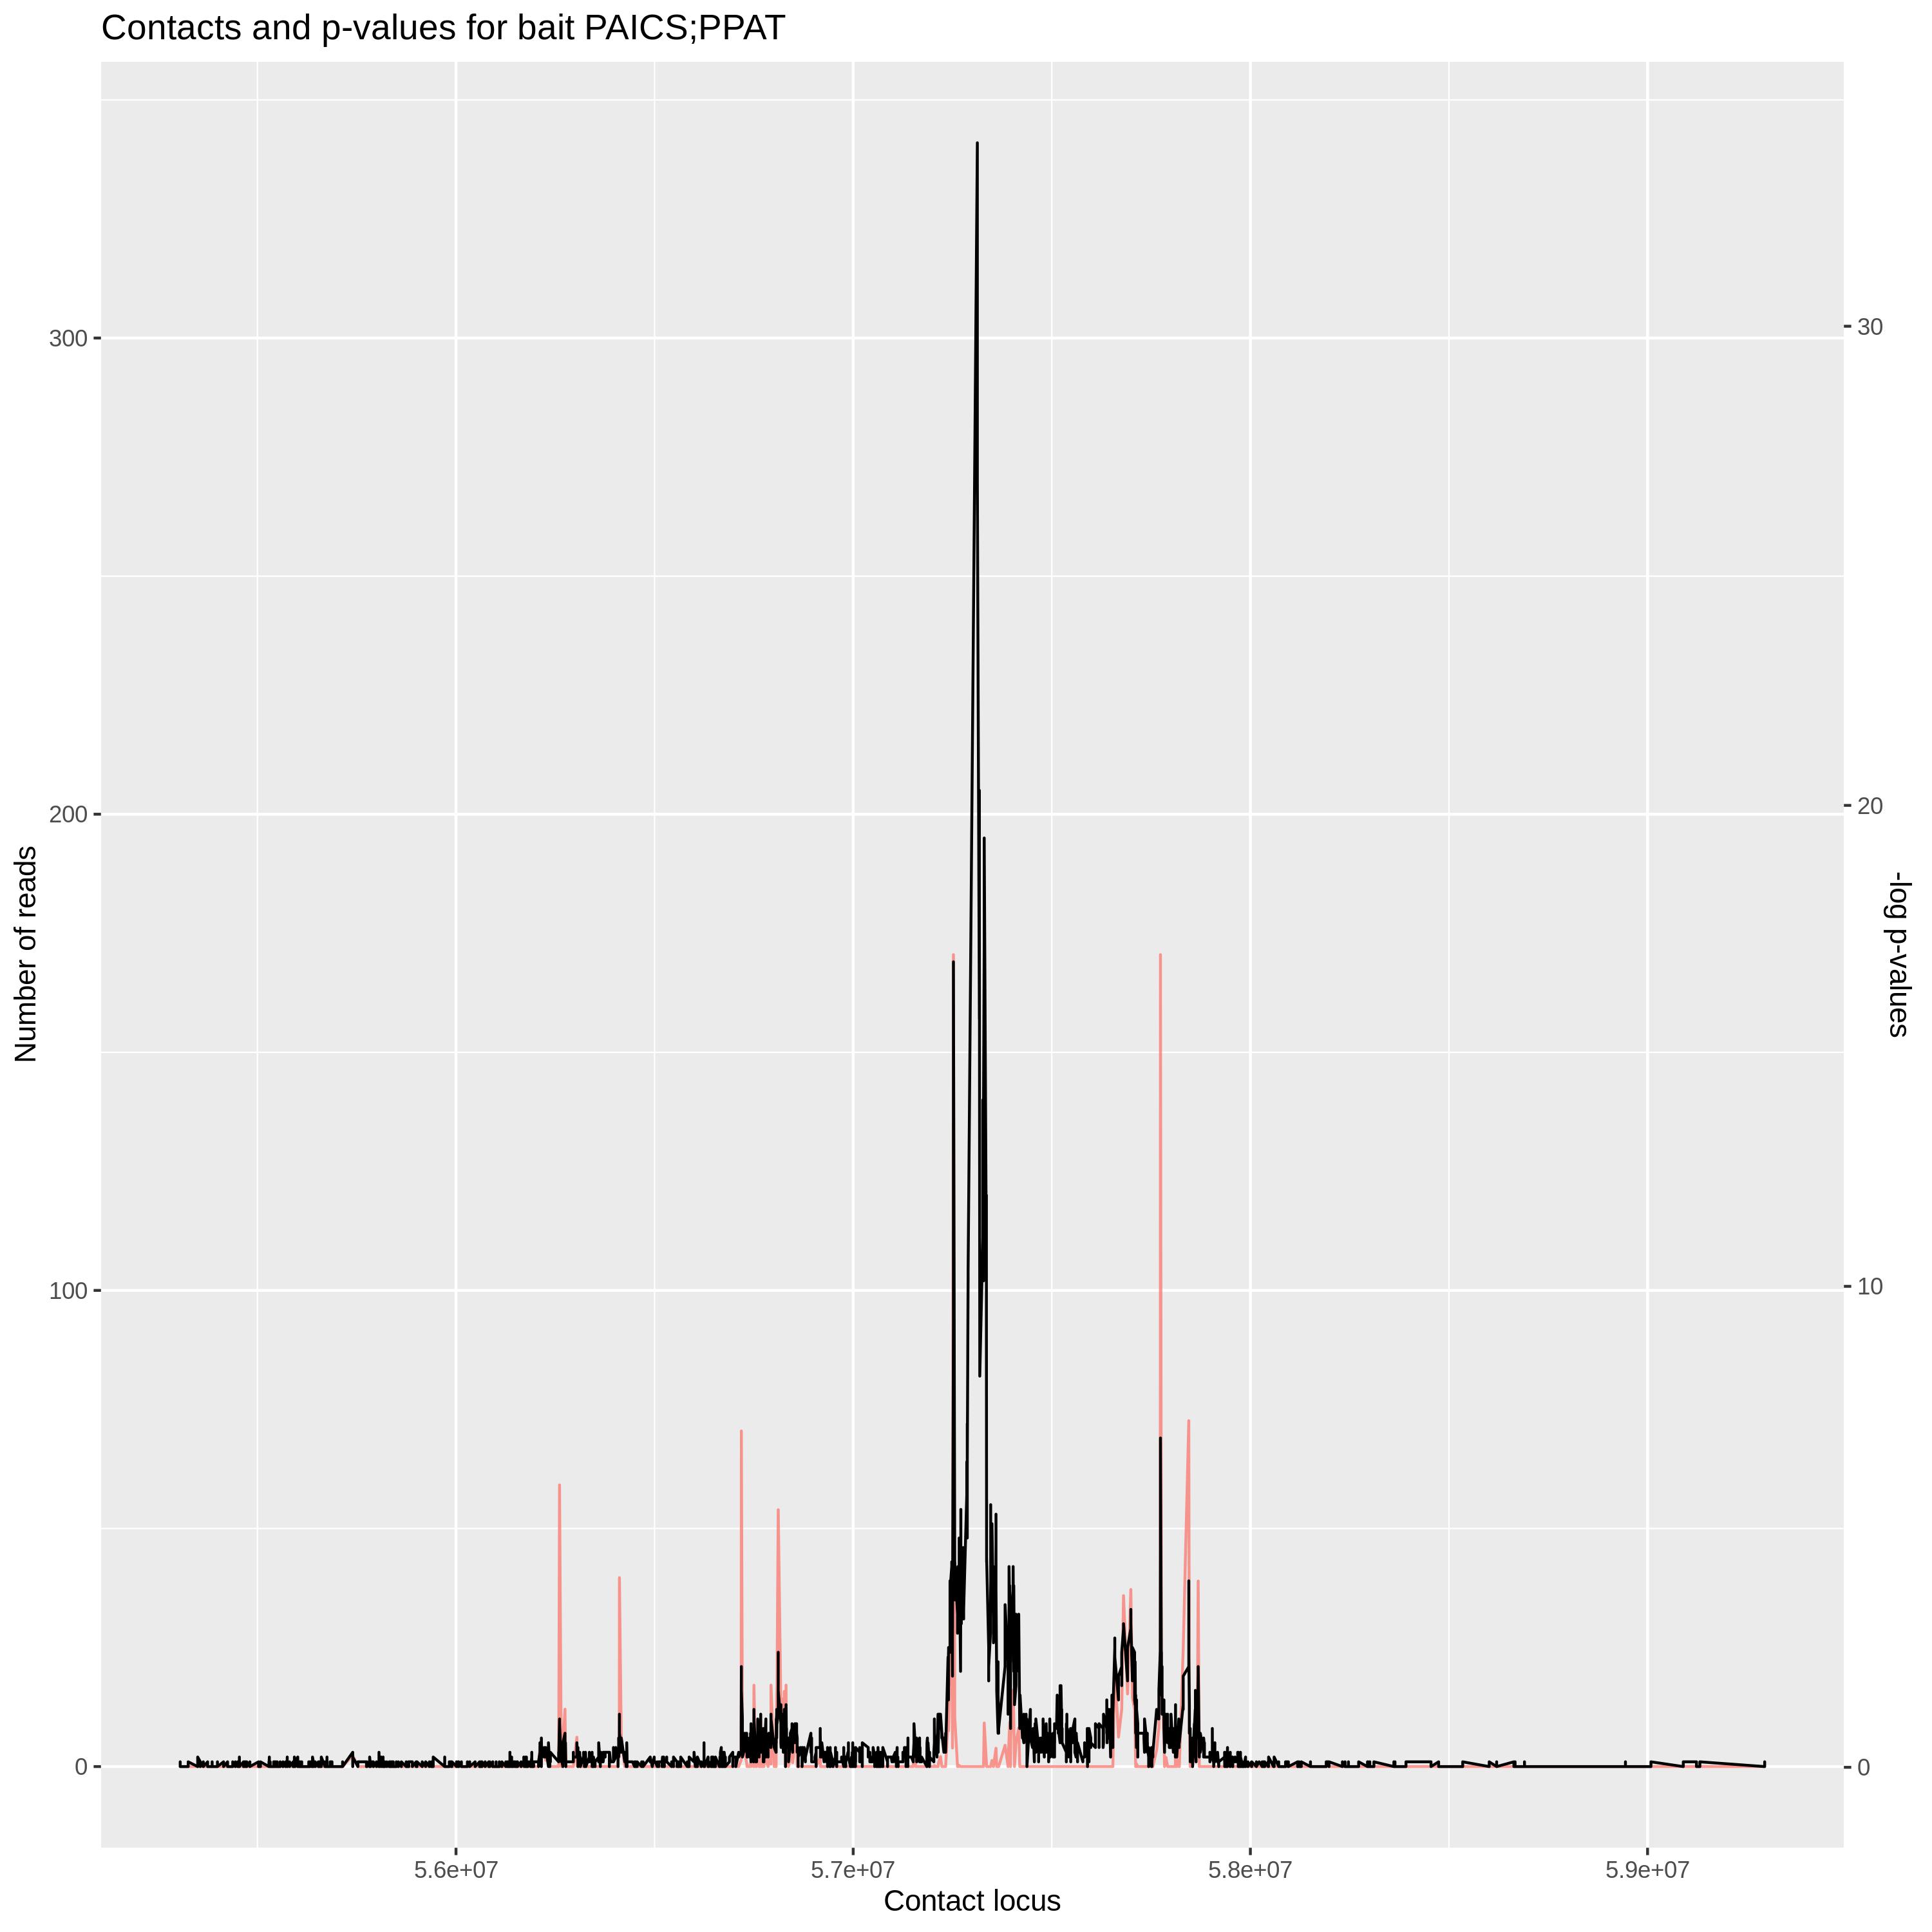 Contacts and p-values for bait PAICS;PPAT
300
200
100
0
Number of reads
30
20
10
0
-log p-values
5.6e+07
5.7e+07
5.8e+07
5.9e+07
Contact locus